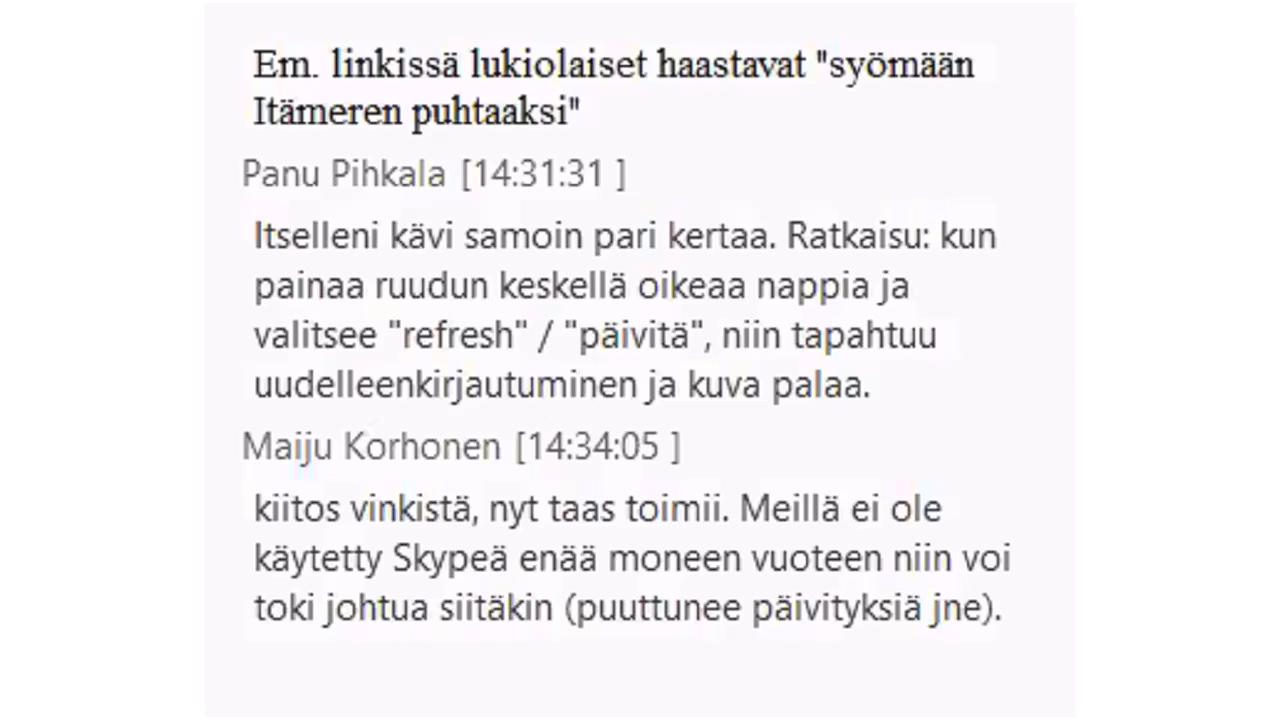 Em. linkissä lukiolaiset haastavat "syömään
Itämeren puhtaaksi"
Panu Pihkala [14:31:31 ]
Itselleni kävi samoin pari kertaa. Ratkaisu: kun
painaa ruudun keskellä oikeaa nappia ja
valitsee "refresh" / "päivitä", niin tapahtuu
uudelleenkirjautuminen ja kuva palaa.
Maiju Korhonen [14:34:05 ]
kiitos vinkistä, nyt taas toimii. Meillä ei ole
käytetty Skypeä enää moneen vuoteen niin voi
toki johtua siitäkin (puuttunee päivityksiä jne).